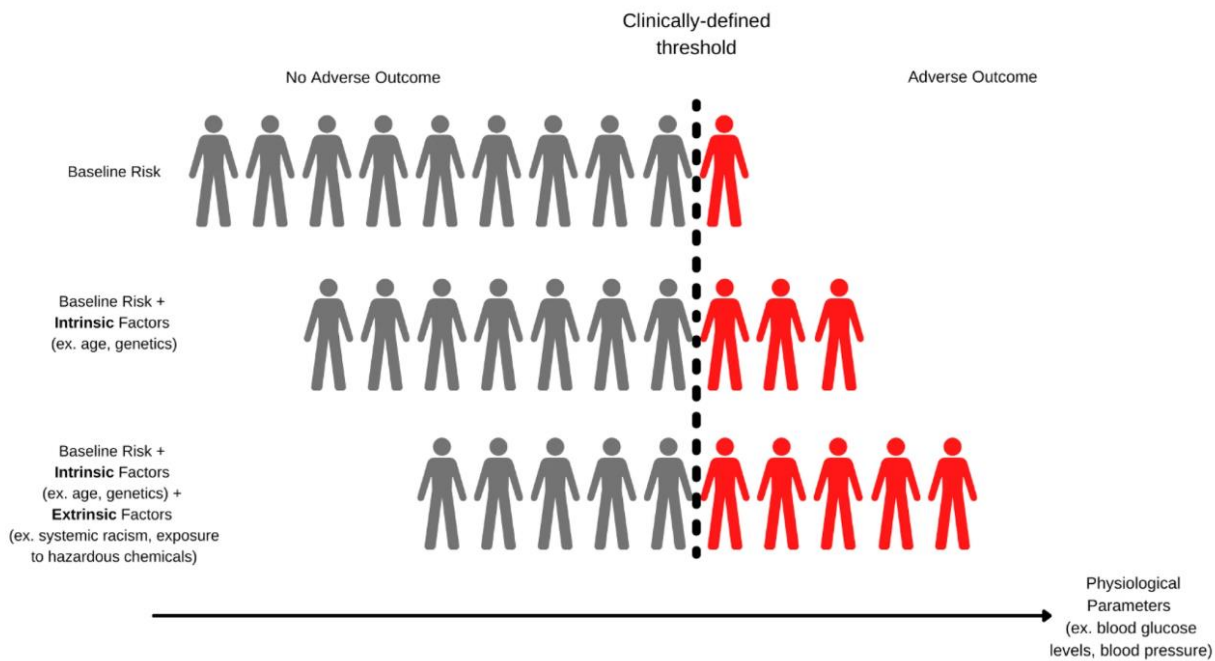 Clinically-defined
threshold
No Adverse Outcome
Adverse Outcome
Baseline Risk
Baseline Risk +
Intrinsic Factors
(ex. age, genetics)
Baseline Risk +
Intrinsic Factors
(ex. age, genetics) +
Extrinsic Factors
(ex. systemic racism, exposure
to hazardous chemicals)
Physiological
Parameters
(ex. blood glucose
levels, blood pressure)